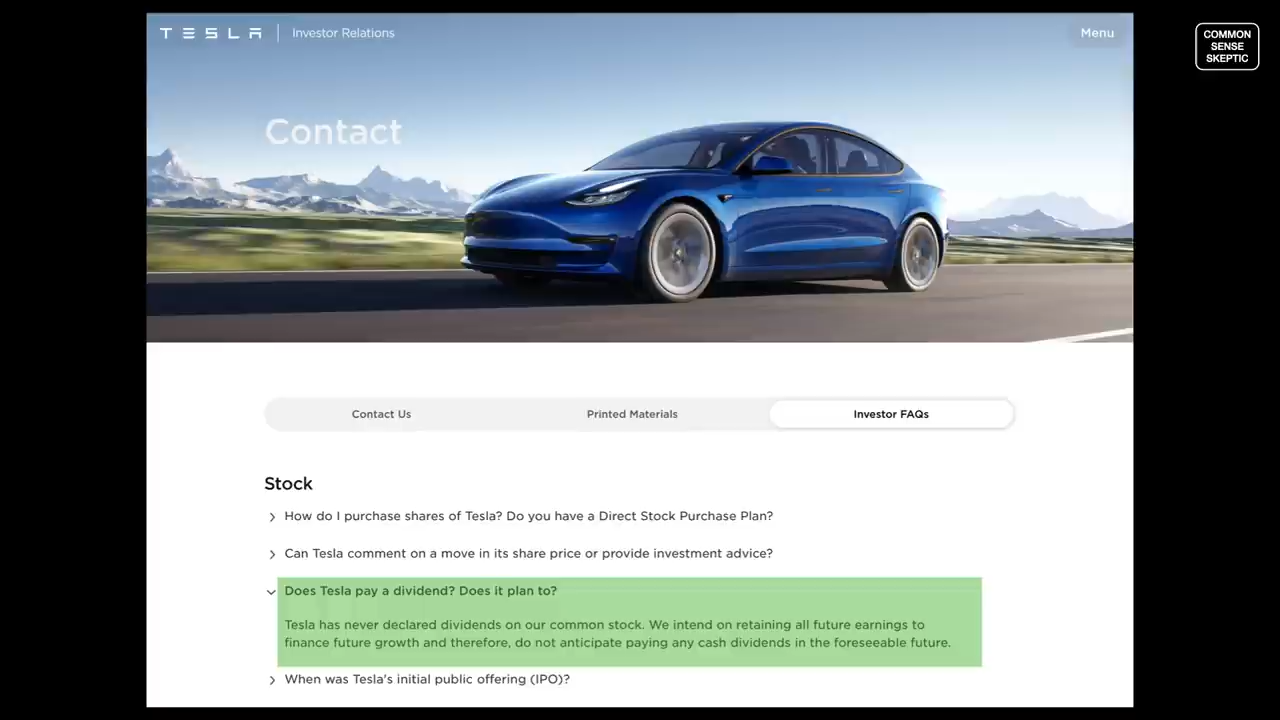 TESLA | Investor Relations
Menu
COMMON
SENSE
SKEPTIC
Contact
Contact Us
Printed Materials
Investor FAQs
Stock
How do I purchase shares of Tesla? Do you have a Direct Stock Purchase Plan?
Can Tesla comment on a move in its share price or provide investment advice?
Does Tesla pay a dividend? Does it plan to?
Tesla has never declared dividends on our common stock. We intend on retaining all future earnings to
finance future growth and therefore, do not anticipate paying any cash dividends in the foreseeable future.
When was Tesla's initial public offering (IPO)?